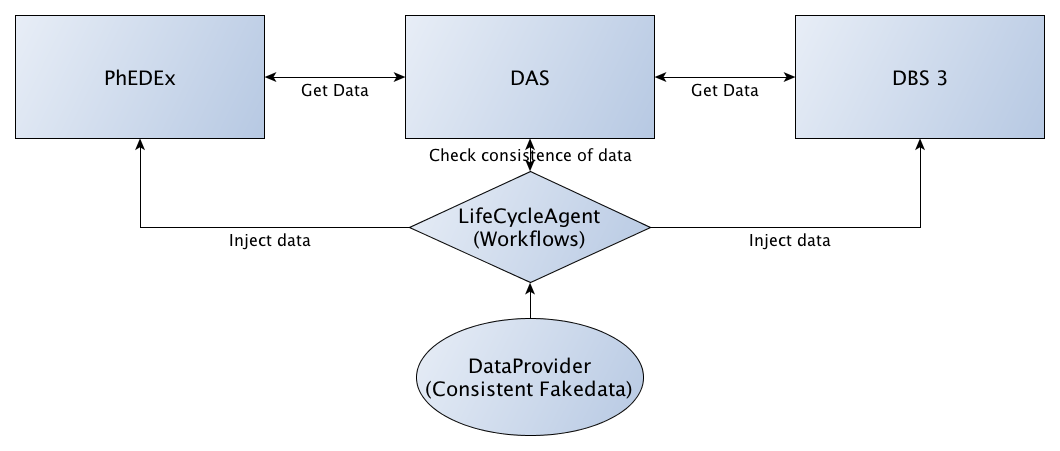 PhEDEx
DAS
DBS 3
Get Data
Get Data
Check consistence of data
LifeCycleAgent
(Workflows)
Inject data
Inject data
DataProvider
(Consistent Fakedata)